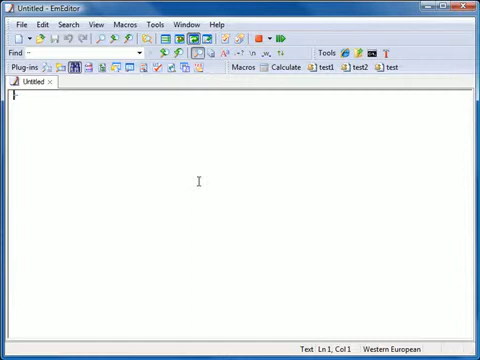 Untitled - EmEditor
File Edit Search View Macros Tools Window Help
Find
Tools
Plug-ins
Macros Calculate test1 test2 test
Untitled
Text Ln 1, Col 1 Western European